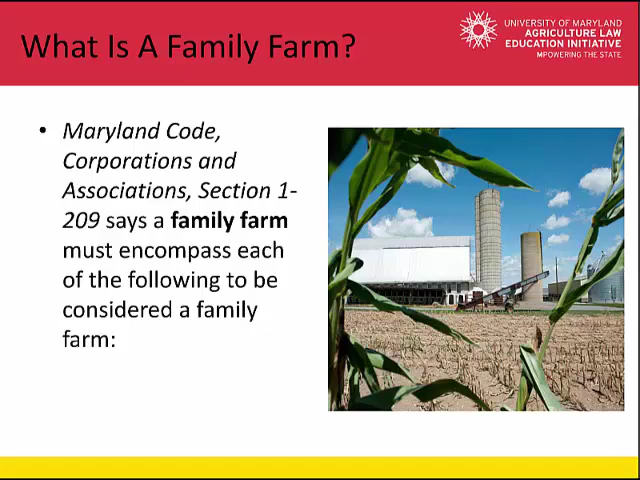 What Is A Family Farm?
UNIVERSITY OF MARYLAND
AGRICULTURE LAW
EDUCATION INITIATIVE
MPOWERING THE STATE
• Maryland Code,
Corporations and
Associations, Section 1-
209 says a family farm
must encompass each
of the following to be
considered a family
farm: